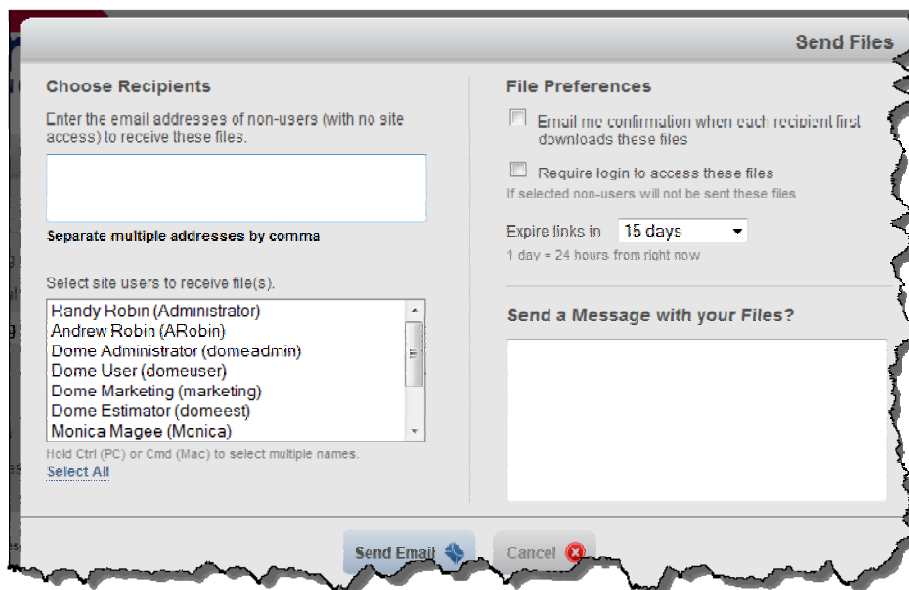 Send Files
Choose Recipients
Enter the email addresses of non-users (with no site
access) to receive these files.
Separate multiple addresses by comma
Select site users to receive file(s).
Randy Robin (Administrator)
Andrew Robin (ARobin)
Dome Administrator (domeadmin)
Dome User (domeuser)
Dome Marketing (marketing)
Dome Estimator (domeest)
Monica Magee (Monica)
Hold Ctrl (PC) or Cmd (Mac) to select multiple names.
Select All
File Preferences
Email me confirmation when each recipient first
downloads these files
Require login to access these files
If selected non-users will not be sent these files
Expire links in 15 days
1 day = 24 hours from right now
Send a Message with your Files?
Send Email
Cancel